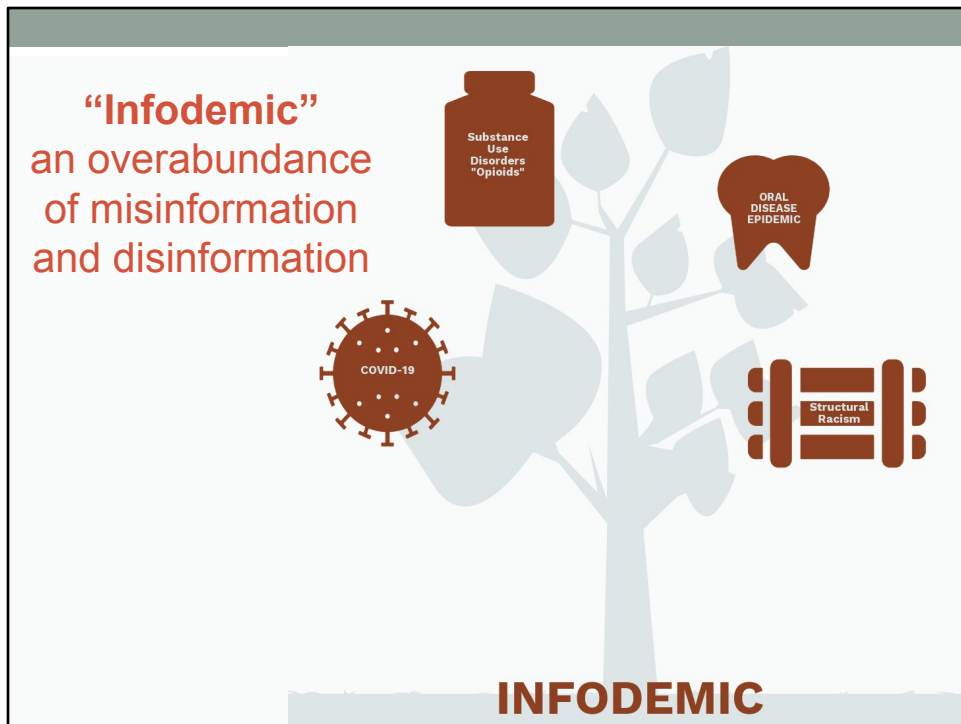 “Infodemic”
an overabundance
of misinformation
and disinformation
Substance
Use
Disorders
"Opioids"
ORAL
DISEASE
EPIDEMIC
COVID-19
Structural
Racism
INFODEMIC